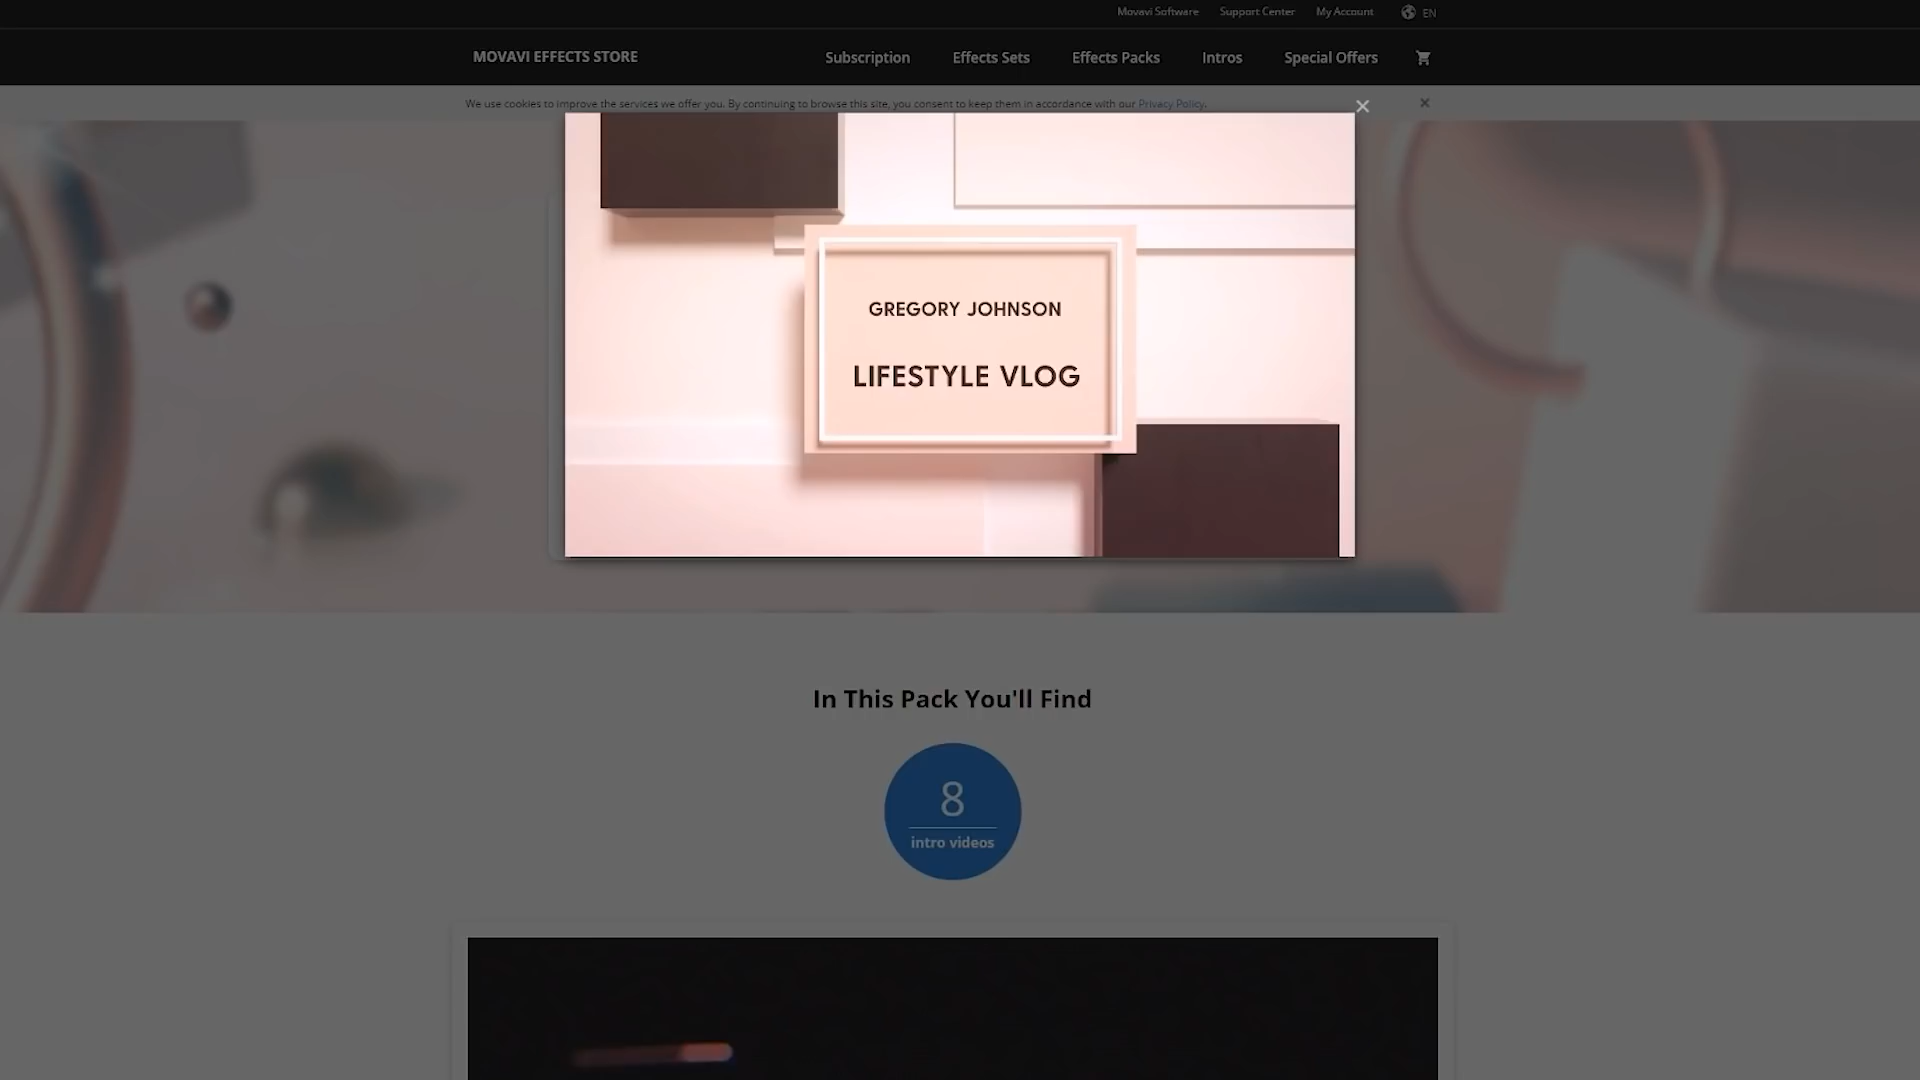 Movavi Software Support Center My Account EN
MOVAVI EFFECTS STORE Subscription Effects Sets Effects Packs Intros Special Offers
We use cookies to improve the services we offer you. By continuing to browse this site, you consent to keep them in accordance with our Privacy Policy.
GREGORY JOHNSON
LIFESTYLE VLOG
In This Pack You'll Find
8
intro videos